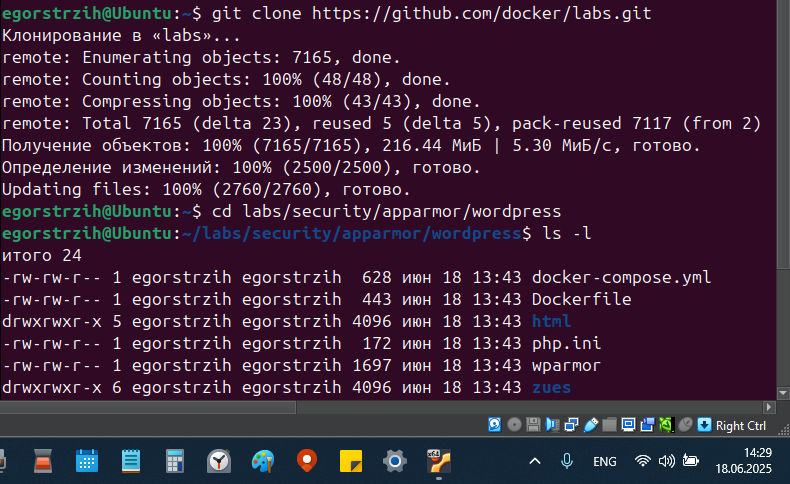 egorstrzih@Ubuntu:~$ git clone https://github.com/docker/labs.git
Клонирование в «labs»...
remote: Enumerating objects: 7165, done.
remote: Counting objects: 100% (48/48), done.
remote: Compressing objects: 100% (43/43), done.
remote: Total 7165 (delta 23), reused 5 (delta 5), pack-reused 7117 (from 2)
Получение объектов: 100% (7165/7165), 216.44 МиБ | 5.30 МиБ/с, готово.
Определение изменений: 100% (2500/2500), готово.
Updating files: 100% (2760/2760), готово.
egorstrzih@Ubuntu:~$ cd labs/security/apparmor/wordpress
egorstrzih@Ubuntu:~/labs/security/apparmor/wordpress$ ls -l
итого 24
-rw-rw-r-- 1 egorstrzih egorstrzih  628 июн 18 13:43 docker-compose.yml
-rw-rw-r-- 1 egorstrzih egorstrzih  443 июн 18 13:43 Dockerfile
drwxrwxr-x 5 egorstrzih egorstrzih 4096 июн 18 13:43 html
-rw-rw-r-- 1 egorstrzih egorstrzih  172 июн 18 13:43 php.ini
-rw-rw-r-- 1 egorstrzih egorstrzih 1697 июн 18 13:43 wparmor
drwxrwxr-x 6 egorstrzih egorstrzih 4096 июн 18 13:43 zues
Right Ctrl
x64
ENG
14:29
18.06.2025